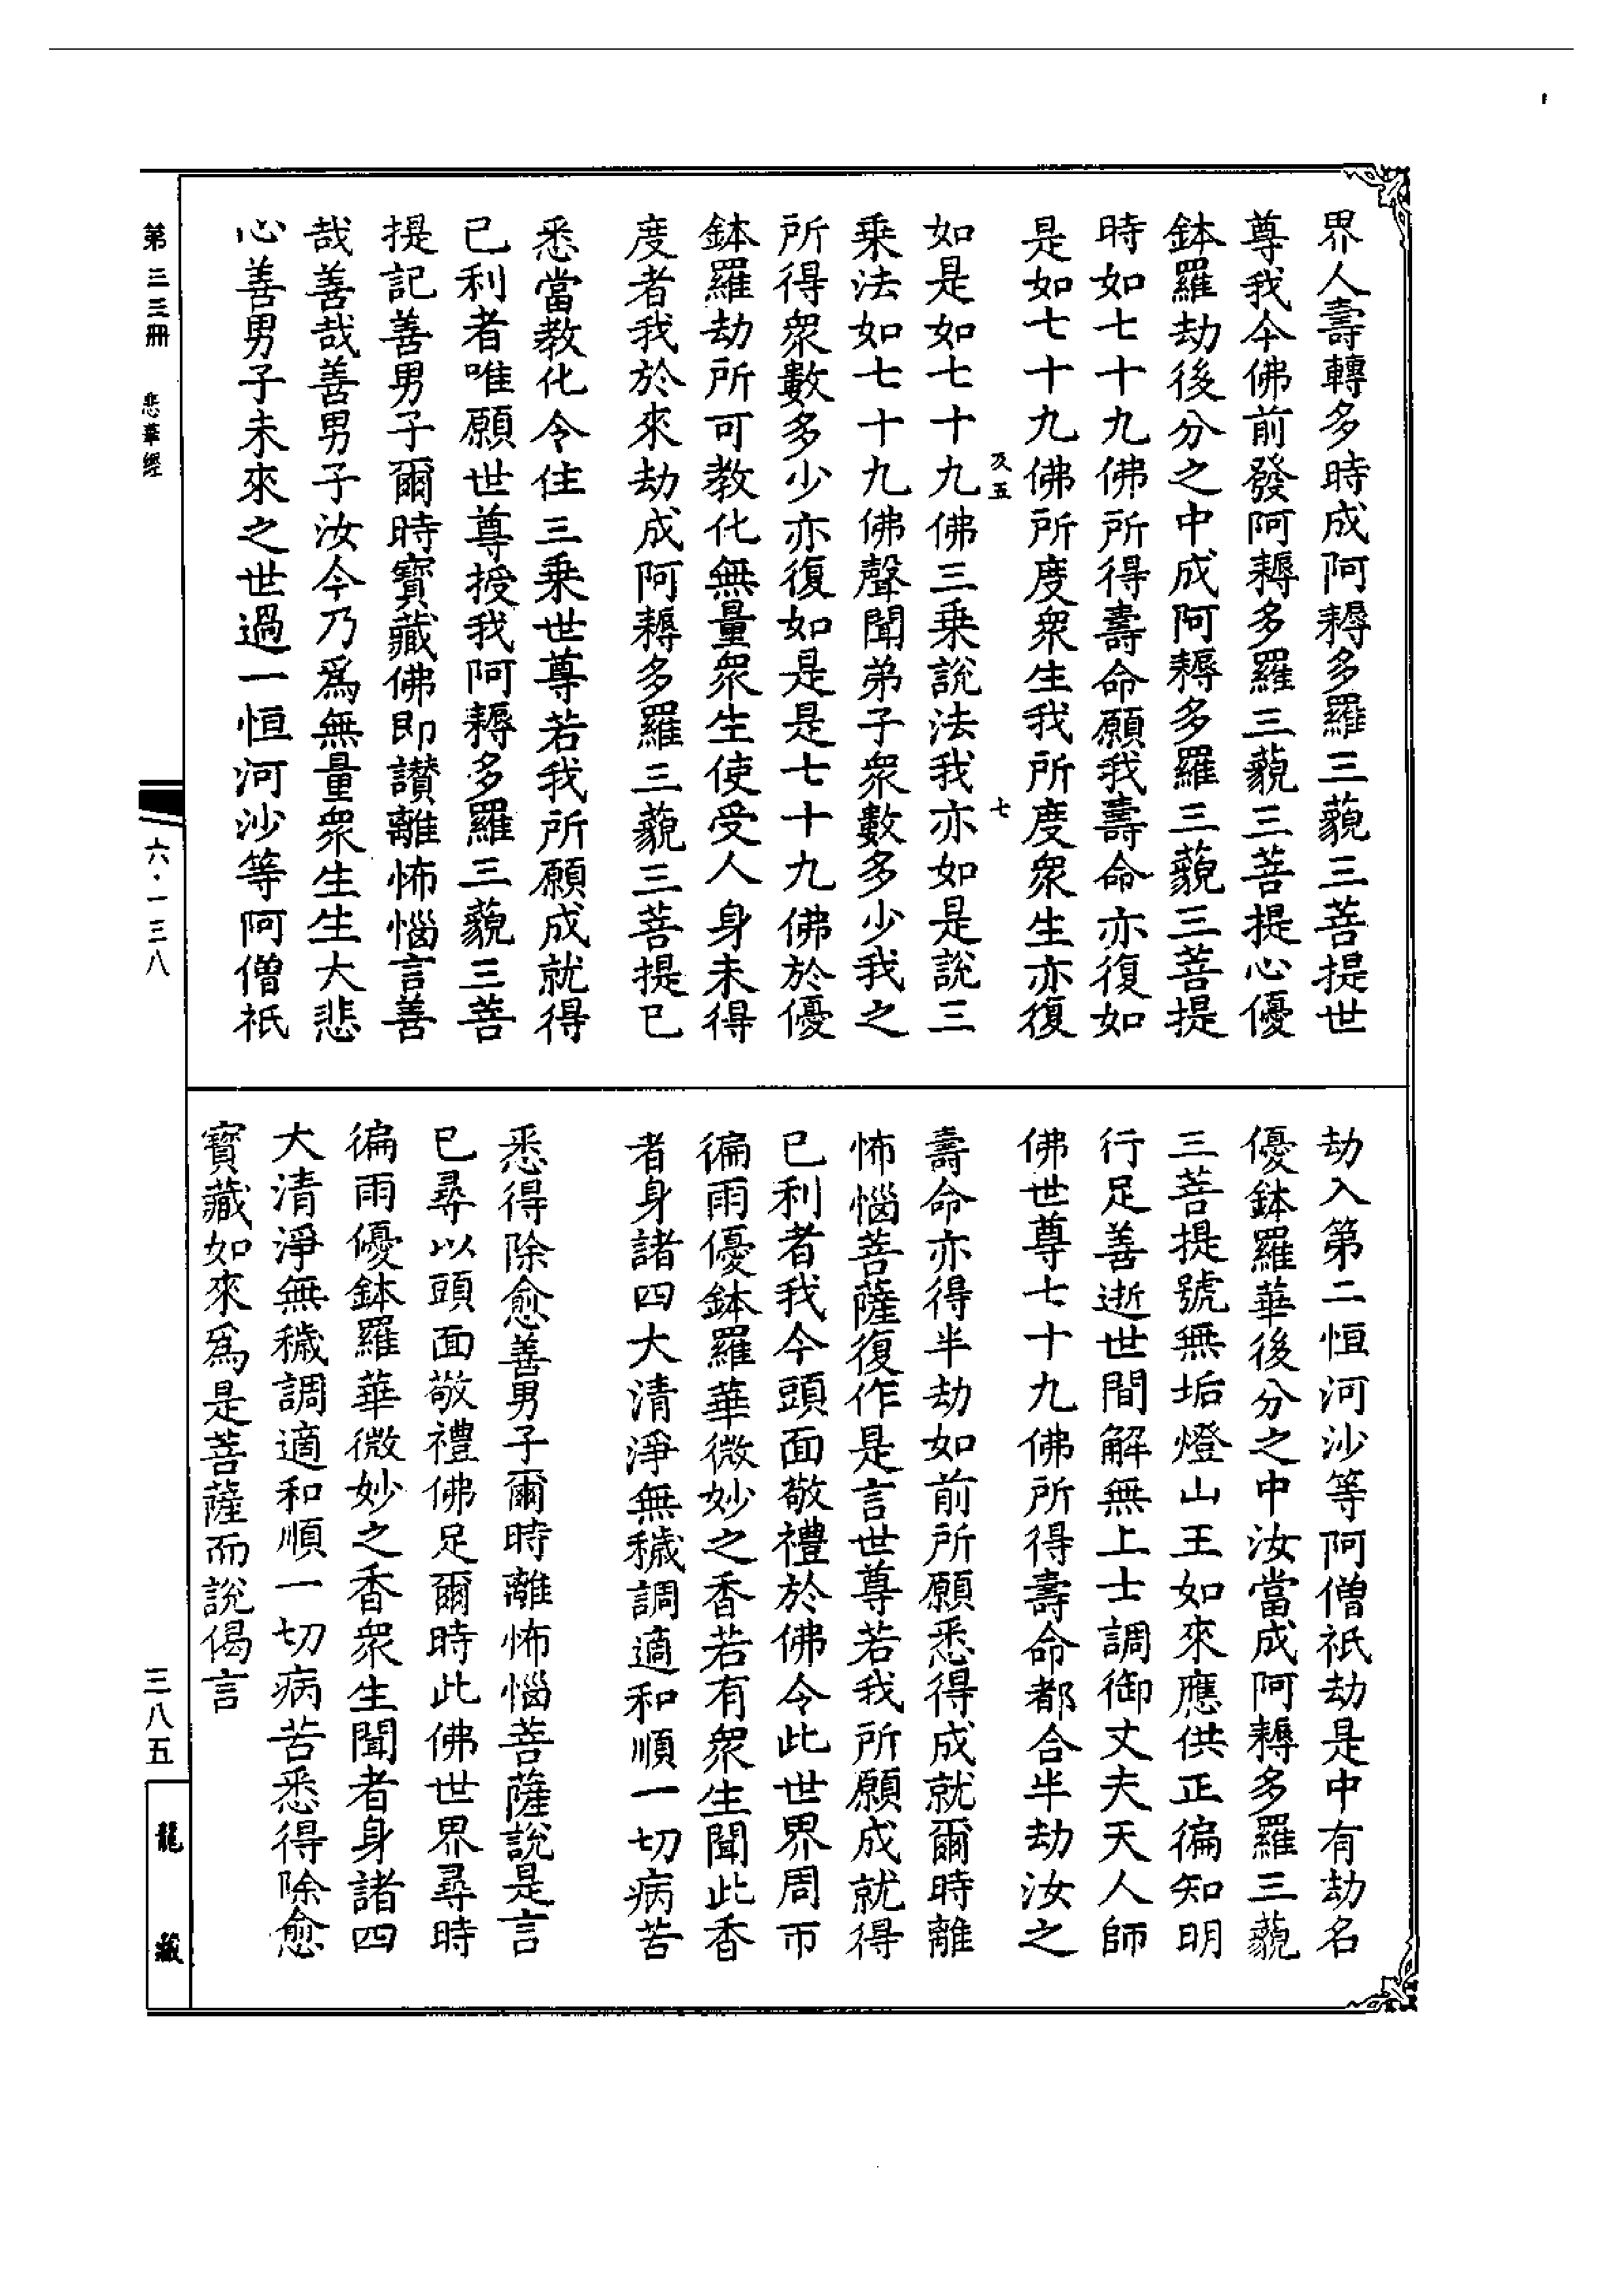 界人壽轉多時成阿耨多羅三藐三菩提世
尊我今佛前發阿耨多羅三藐三菩提心優
鉢羅劫後分之中成阿耨多羅三藐三菩提
時如七十九佛所得壽命願我壽命亦復如
是如七十九佛所度衆生我所度衆生亦復
及五 七
如是如七十九佛三乗說法我亦如是說三
乗法如七十九佛聲聞弟子衆數多少我之
所得衆數多少亦復如是是七十九佛於優
鉢羅劫所可教化無量衆生使受人身未得
度者我於來劫成阿耨多羅三藐三菩提已
悉當教化令住三乗世尊若我所願成就得
已利者唯願世尊授我阿耨多羅三藐三菩
提記善男子爾時寳藏佛即讃離怖惱言善
哉善哉善男子汝今乃爲無量衆生生大悲
心善男子未來之世過一恒河沙等阿僧祇
劫入第二恒河沙等阿僧祇劫是中有劫名
優鉢羅華後分之中汝當成阿耨多羅三藐
三菩提號無垢燈山王如來應供正徧知明
行足善逝世間解無上士調御丈夫天人師
佛世尊七十九佛所得壽命都合半劫汝之
壽命亦得半劫如前所願悉得成就爾時離
怖惱菩薩復作是言世尊若我所願成就得
已利者我今頭面敬禮於佛令此世界周帀
徧雨優鉢羅華微妙之香若有衆生聞此香
者身諸四大清淨無穢調適和順一切病苦
悉得除愈善男子爾時離怖惱菩薩說是言
已尋以頭面敬禮佛足爾時此佛世界尋時
徧雨優鉢羅華微妙之香衆生聞者身諸四
大清淨無穢調適和順一切病苦悉得除愈
寳藏如來爲是菩薩而說偈言
第三三冊 悲華經
六·一三八
三八五
龍藏